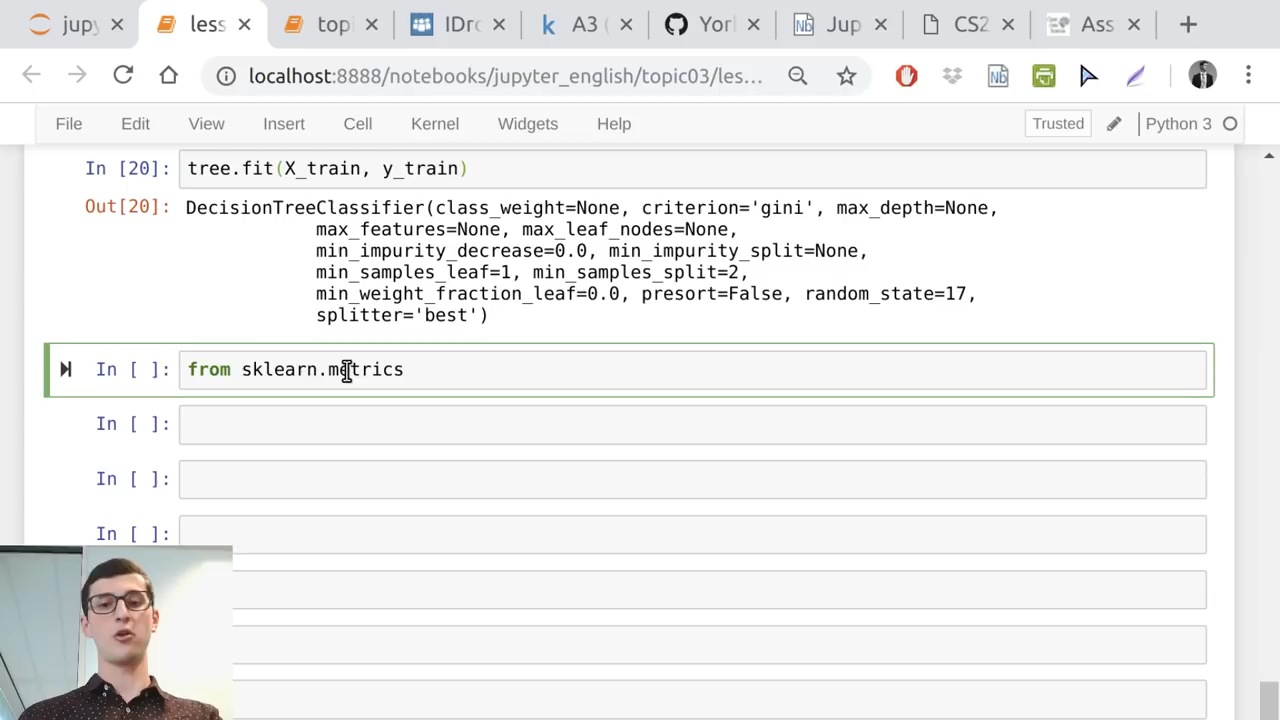 jupy
less
top
IDro
A3 (
Yor
Jup
CS2
Ass
localhost:8888/notebooks/jupyter_english/topic03/les...
File Edit View Insert Cell Kernel Widgets Help Trusted Python 3
In [20]: tree.fit(X_train, y_train)
Out[20]: DecisionTreeClassifier(class_weight=None, criterion='gini', max_depth=None,
max_features=None, max_leaf_nodes=None,
min_impurity_decrease=0.0, min_impurity_split=None,
min_samples_leaf=1, min_samples_split=2,
min_weight_fraction_leaf=0.0, presort=False, random_state=17,
splitter='best')
In [ ]: from sklearn.metrics
In [ ]:
In [ ]:
In [ ]: